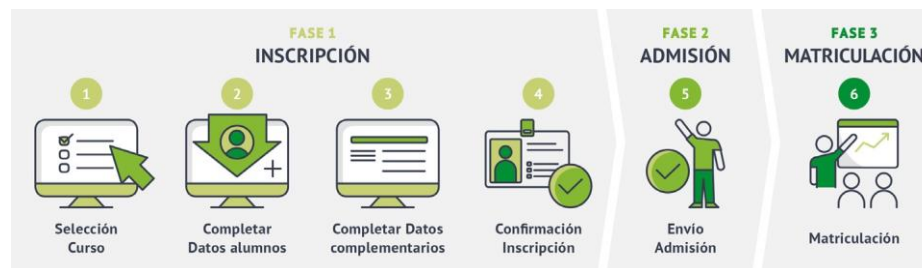 FASE 1
INSCRIPCIÓN
1
2
3
4
Selección
Curso
Completar
Datos alumnos
Completar Datos
complementarios
Confirmación
Inscripción
FASE 2
ADMISIÓN
5
Envío
Admisión
FASE 3
MATRICULACIÓN
6
Matriculación